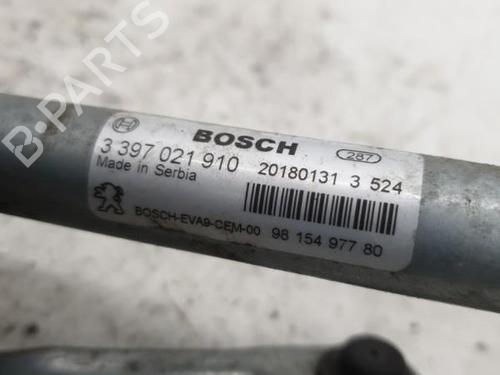 BOSCH
287
3 397 021 910
20180131 3 524
Made in Serbia
BOSCH-EVA9-CEM-00
98 154 977 80
B-Parts